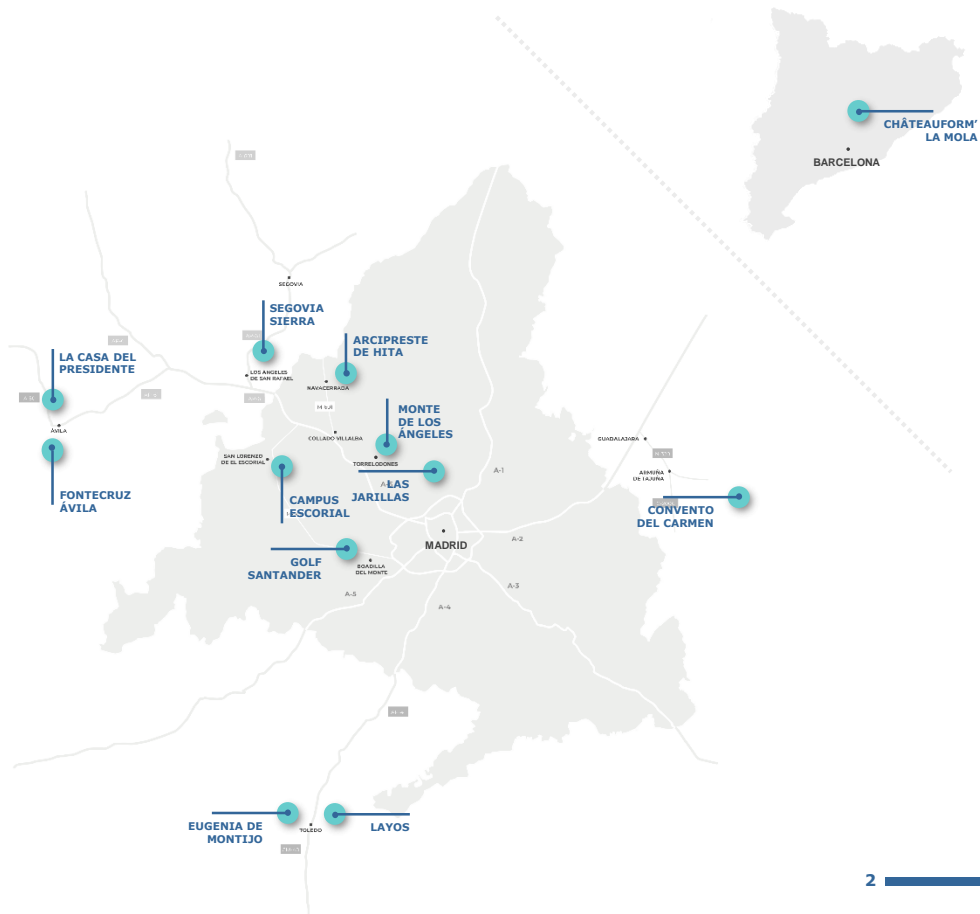 CHÂTEAUFORM'
LA MOLA
BARCELONA
SEGOVIA
SEGOVIA
SIERRA
ARCIPRESTE
DE HITA
LA CASA DEL
PRESIDENTE
LOS ÁNGELES
DE SAN RAFAEL
NAVACERRADA
MONTE
DE LOS
ÁNGELES
ÁVILA
COLLADO VILLALBA
GUADALAJARA
SAN LORENZO
DE EL ESCORIAL
TORRELODONES
A-1
ARMUÑA
DE TAJUÑA
LAS
JARILLAS
FONTECRUZ
ÁVILA
CAMPUS
ESCORIAL
CONVENTO
DEL CARMEN
MADRID
A-2
GOLF
SANTANDER
BOADILLA
DEL MONTE
A-3
A-5
A-4
EUGENIA DE
MONTIJO
TOLEDO
LAYOS
2